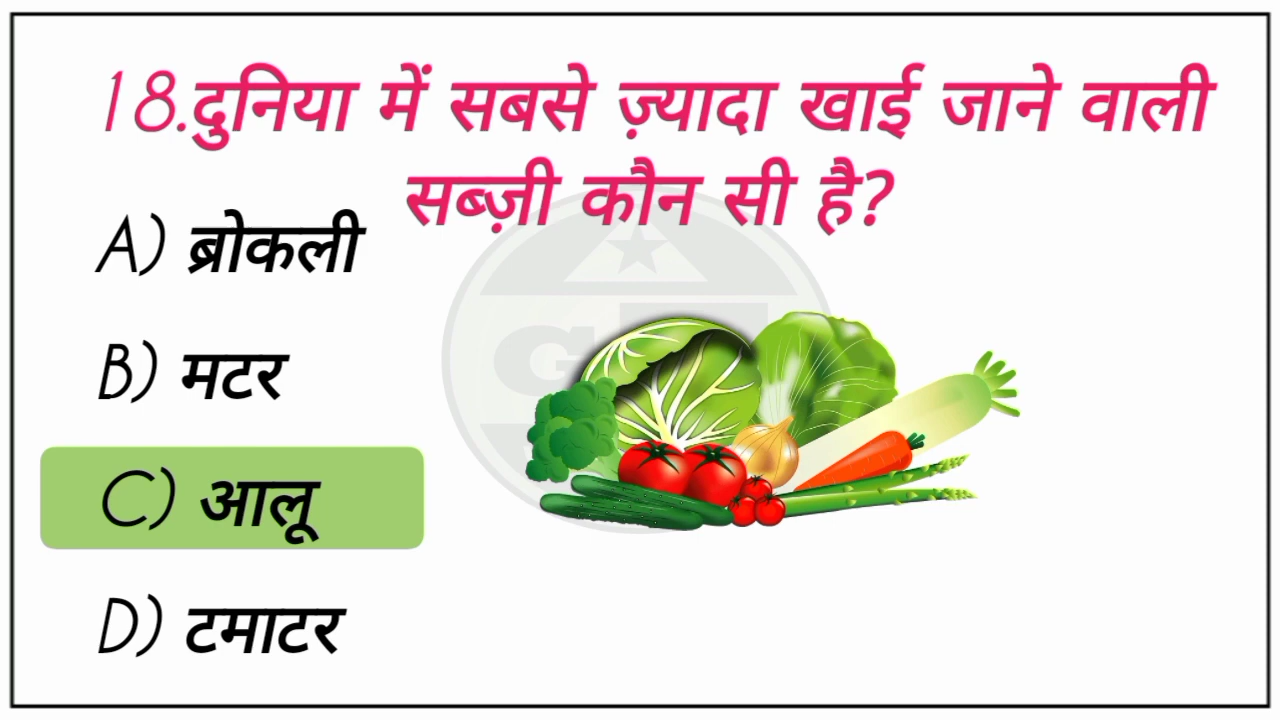 18.दुनिया में सबसे ज़्यादा खाई जाने वाली
सब्ज़ी कौन सी है?
A) ब्रोकली
B) मटर
C) आलू
D) टमाटर